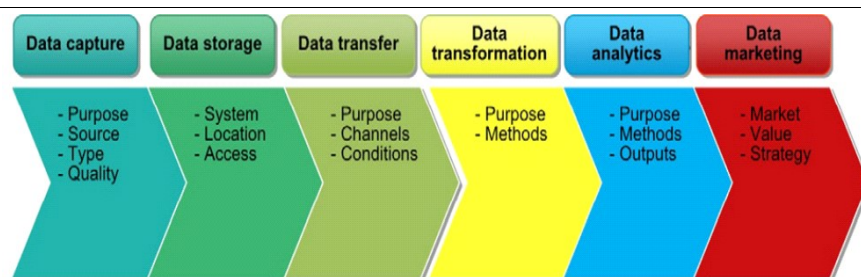 Data capture
Data storage
Data transfer
Data
transformation
Data
analytics
Data
marketing
- Purpose
- Source
- Type
- Quality
- System
- Location
- Access
- Purpose
- Channels
- Conditions
- Purpose
- Methods
- Purpose
- Methods
- Outputs
- Market
- Value
- Strategy